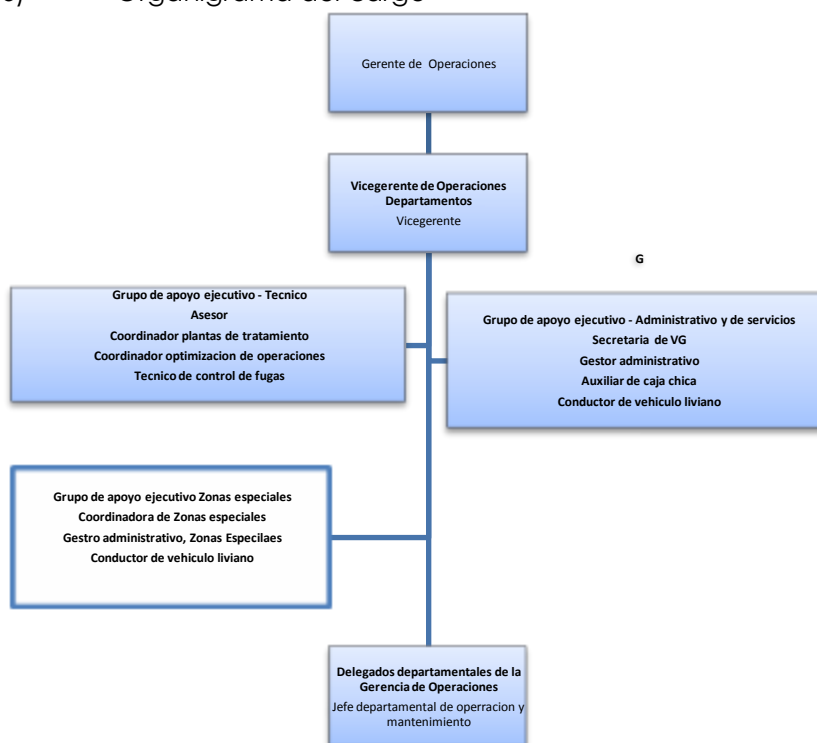 Organigrama del cargo
Gerente de Operaciones
Vicegerente de Operaciones
Departamentos
Vicegerente
G
Grupo de apoyo ejecutivo - Tecnico
Asesor
Coordinador plantas de tratamiento
Coordinador optimizacion de operaciones
Tecnico de control de fugas
Grupo de apoyo ejecutivo - Administrativo y de servicios
Secretaria de VG
Gestor administrativo
Auxiliar de caja chica
Conductor de vehiculo liviano
Grupo de apoyo ejecutivo Zonas especiales
Coordinadora de Zonas especiales
Gestro administrativo, Zonas Especilaes
Conductor de vehiculo liviano
Delegados departamentales de la
Gerencia de Operaciones
Jefe departamental de operracion y
mantenimiento